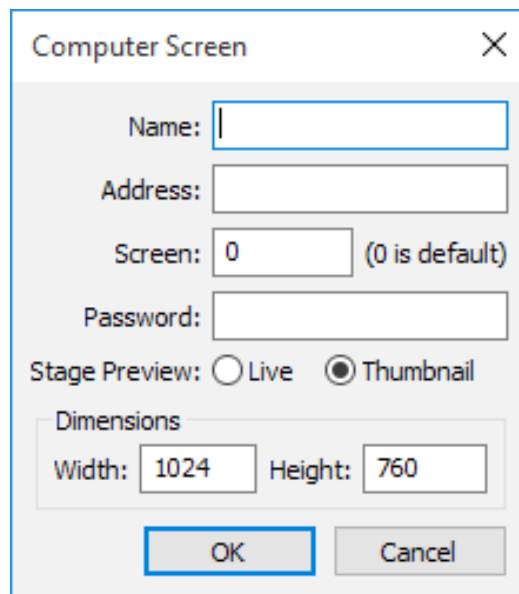 Computer Screen
Name:
Address:
Screen: 0 (0 is default)
Password:
Stage Preview: Live Thumbnail
Dimensions
Width: 1024 Height: 760
OK Cancel